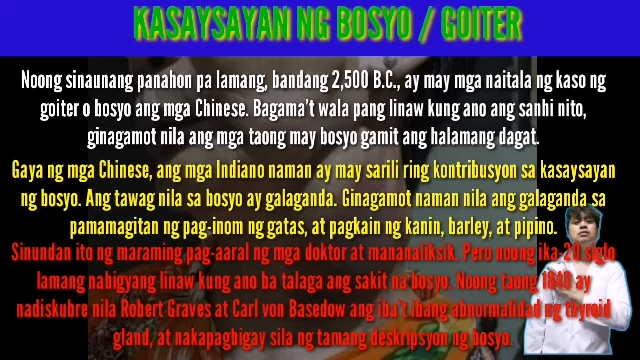 KASAYSAYAN NG BOSYO / GOITER
Noong sinaunang panahon pa lamang, bandang 2,500 B.C., ay may mga naitala ng kaso ng
goiter o bosyo ang mga Chinese. Bagama't wala pang linaw kung ano ang sanhi nito,
ginagamot nila ang mga taong may bosyo gamit ang halamang dagat.
Gaya ng mga Chinese, ang mga Indiano naman ay may sarili ring kontribusyon sa kasaysayan
ng bosyo. Ang tawag nila sa bosyo ay galaganda. Ginagamot naman nila ang galaganda sa
pamamagitan ng pag-inom ng gatas, at pagkain ng kanin, barley, at pipino.
Sinundan ito ng maraming pag-aaral ng mga doktor at mananaliksik. Pero noong ika-20 siglo
lamang nabigyang linaw kung ano ba talaga ang sakit na bosyo. Noong taong 1840 ay
nadiskubre nila Robert Graves at Carl von Basedow ang iba't ibang abnormalidad ng thyroid
gland, at nakapagbigay sila ng tamang deskripsyon ng bosyo.